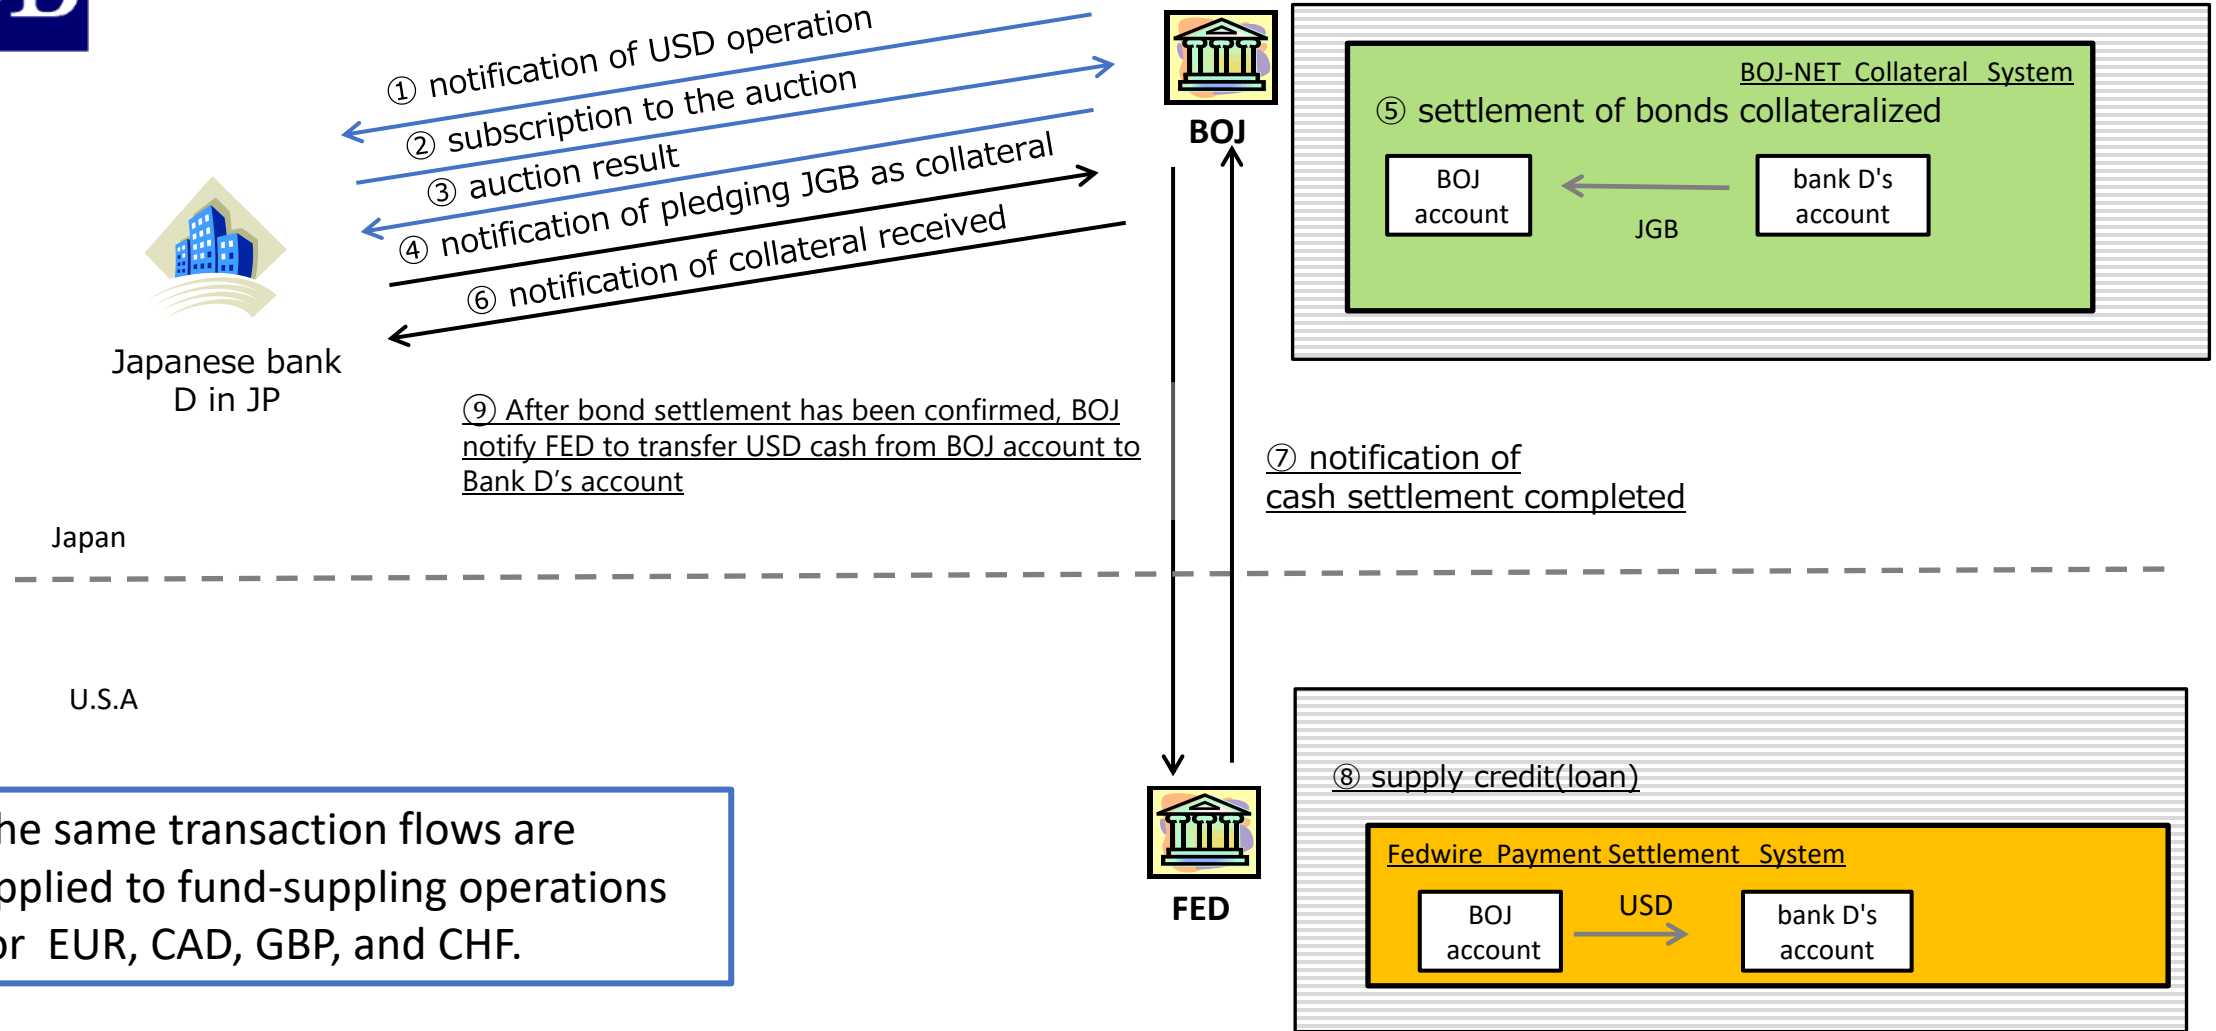 B
① notification of USD operation
② subscription to the auction
③ auction result
④ notification of pledging JGB as collateral
⑥ notification of collateral received
BOJ
BOJ-NET Collateral System
⑤ settlement of bonds collateralized
BOJ
account
JGB
bank D's
account
Japanese bank
D in JP
⑨ After bond settlement has been confirmed, BOJ
notify FED to transfer USD cash from BOJ account to
Bank D’s account
⑦ notification of
cash settlement completed
Japan
U.S.A
he same transaction flows are
pplied to fund-suppling operations
or EUR, CAD, GBP, and CHF.
FED
⑧ supply credit(loan)
Fedwire Payment Settlement System
BOJ
account
USD
bank D's
account